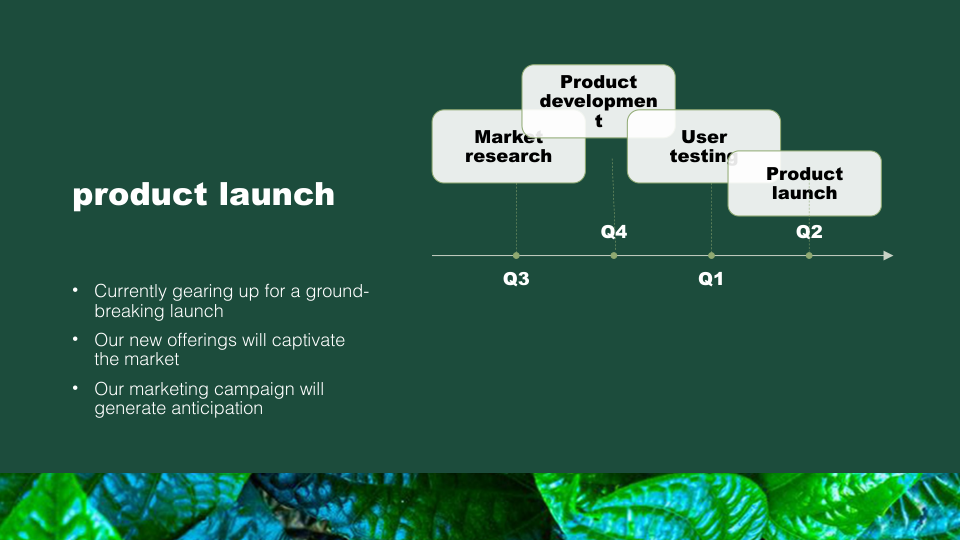 product launch
• Currently gearing up for a ground-
breaking launch
• Our new offerings will captivate
the market
• Our marketing campaign will
generate anticipation
Product
developmen
t
Market
research
User
testing
Product
launch
Q4
Q2
Q3
Q1